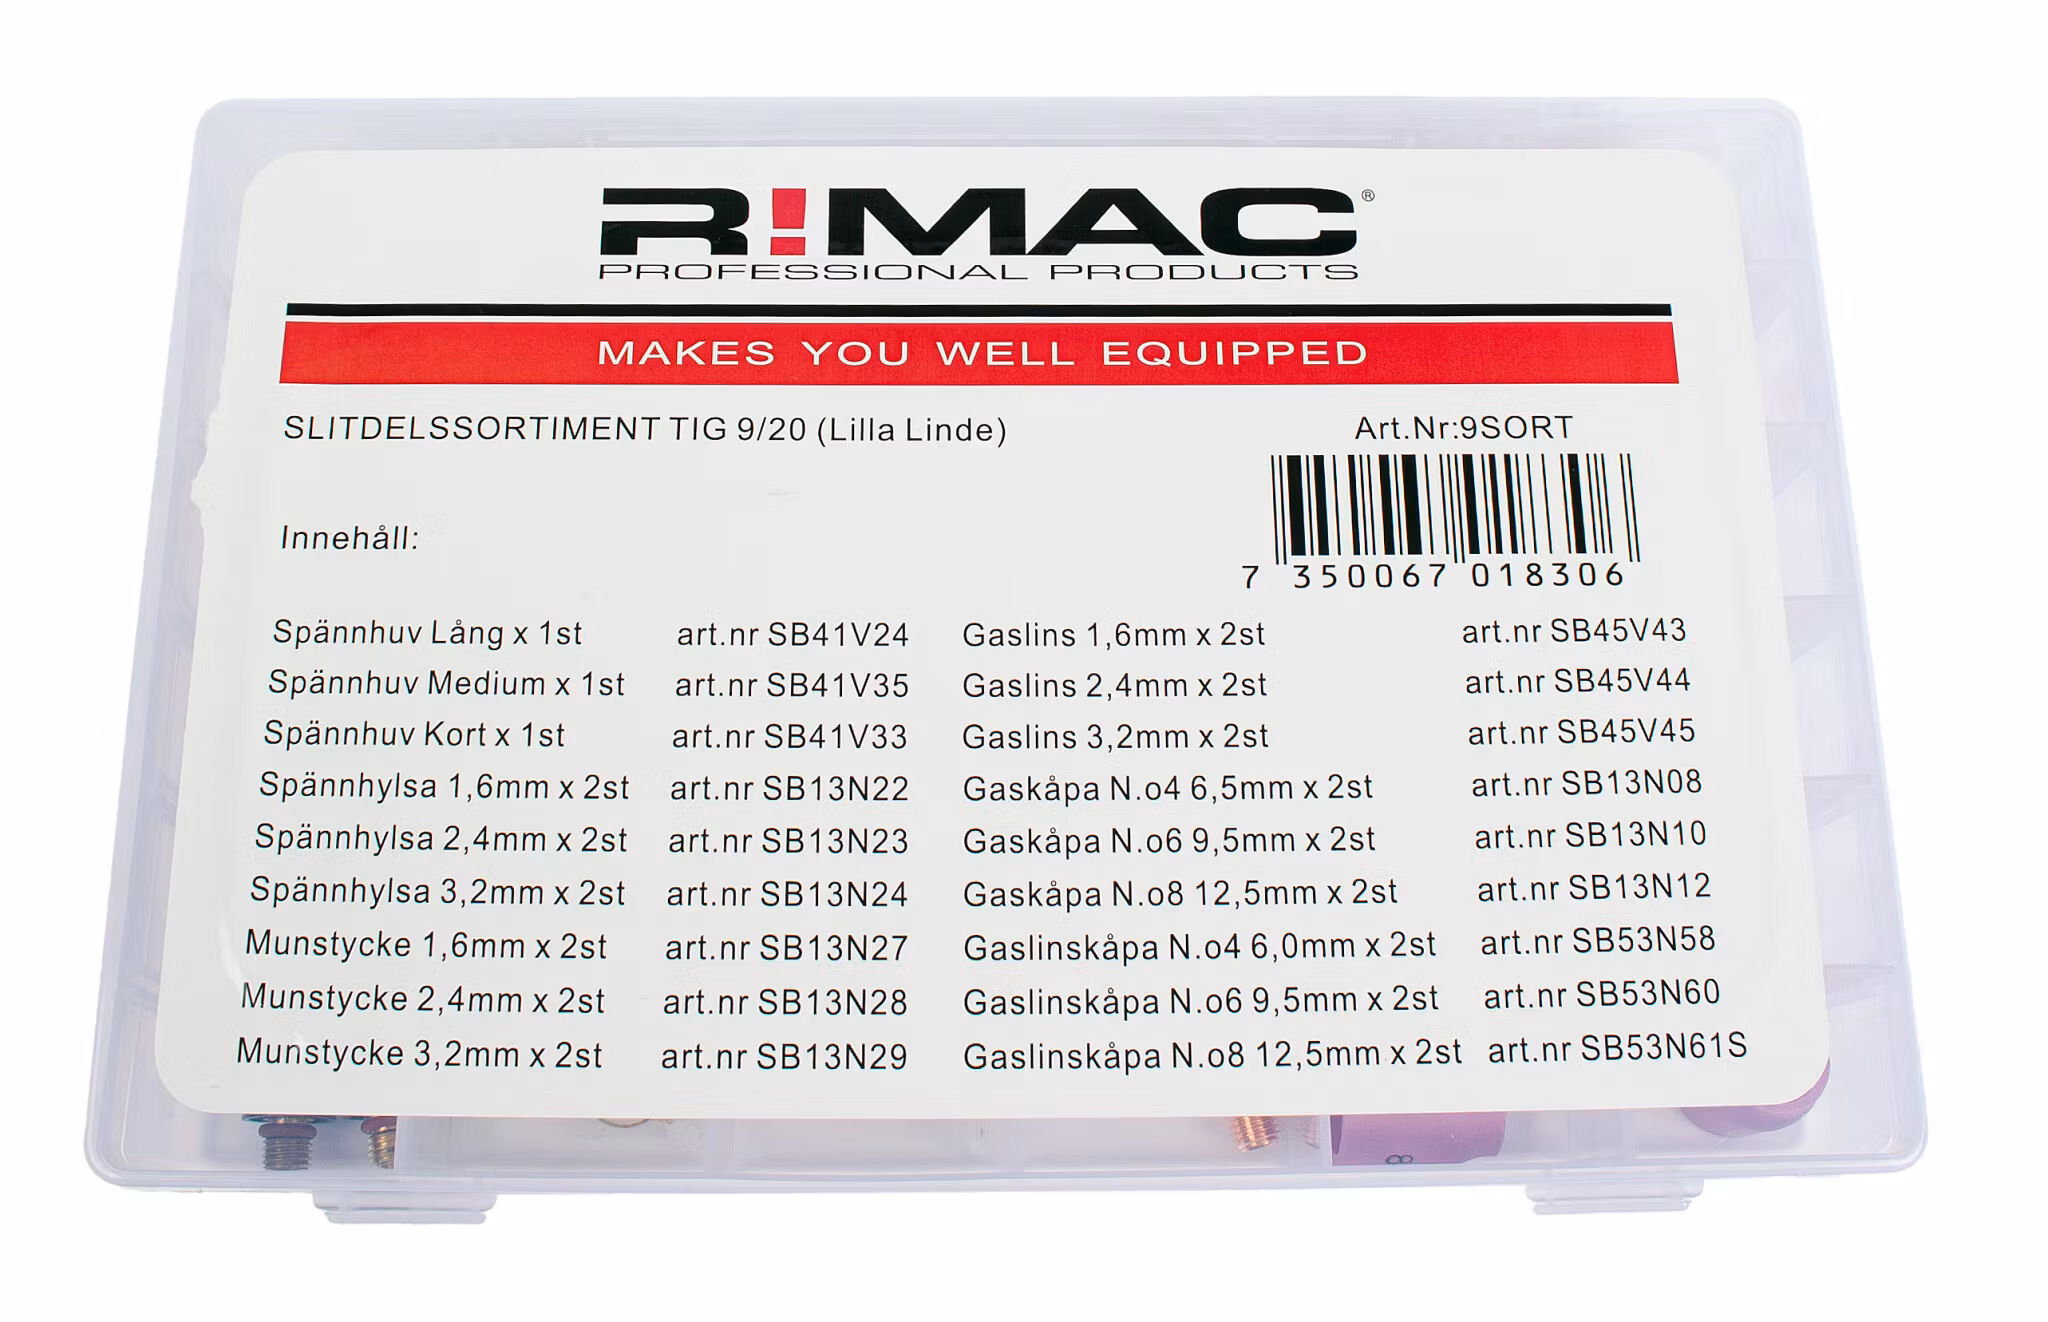 R!MAC®
PROFESSIONAL PRODUCTS
MAKES YOU WELL EQUIPPED
SLITDELSSORTIMENT TIG 9/20 (Lilla Linde)
Art.Nr:9SORT
7 350067 018306
Innehåll:
Spännhuv Lång x 1st art.nr SB41V24
Spännhuv Medium x 1st art.nr SB41V35
Spännhuv Kort x 1st art.nr SB41V33
Spännhylsa 1,6mm x 2st art.nr SB13N22
Spännhylsa 2,4mm x 2st art.nr SB13N23
Spännhylsa 3,2mm x 2st art.nr SB13N24
Munstycke 1,6mm x 2st art.nr SB13N27
Munstycke 2,4mm x 2st art.nr SB13N28
Munstycke 3,2mm x 2st art.nr SB13N29
Gaslins 1,6mm x 2st art.nr SB45V43
Gaslins 2,4mm x 2st art.nr SB45V44
Gaslins 3,2mm x 2st art.nr SB45V45
Gaskåpa N.o4 6,5mm x 2st art.nr SB13N08
Gaskåpa N.o6 9,5mm x 2st art.nr SB13N10
Gaskåpa N.o8 12,5mm x 2st art.nr SB13N12
Gaslinskåpa N.o4 6,0mm x 2st art.nr SB53N58
Gaslinskåpa N.o6 9,5mm x 2st art.nr SB53N60
Gaslinskåpa N.o8 12,5mm x 2st art.nr SB53N61S
8